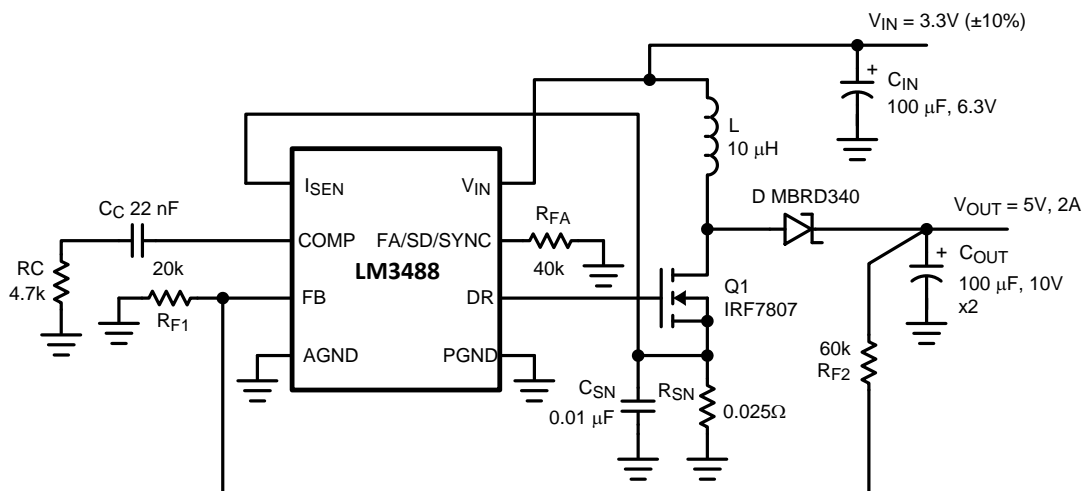 VIN = 3.3V (±10%)
CIN
100 μF, 6.3V
L
10 μH
ISEN
VIN
D MBRD340
VOUT = 5V, 2A
CC 22 nF
RFA
COMP
FA/SD/SYNC
COUT
RC
4.7k
20k
LM3488
40k
100 μF, 10V
x2
FB
DR
Q1
IRF7807
RF1
60k
RF2
AGND
PGND
CSN
0.01 μF
RSN
0.025Ω